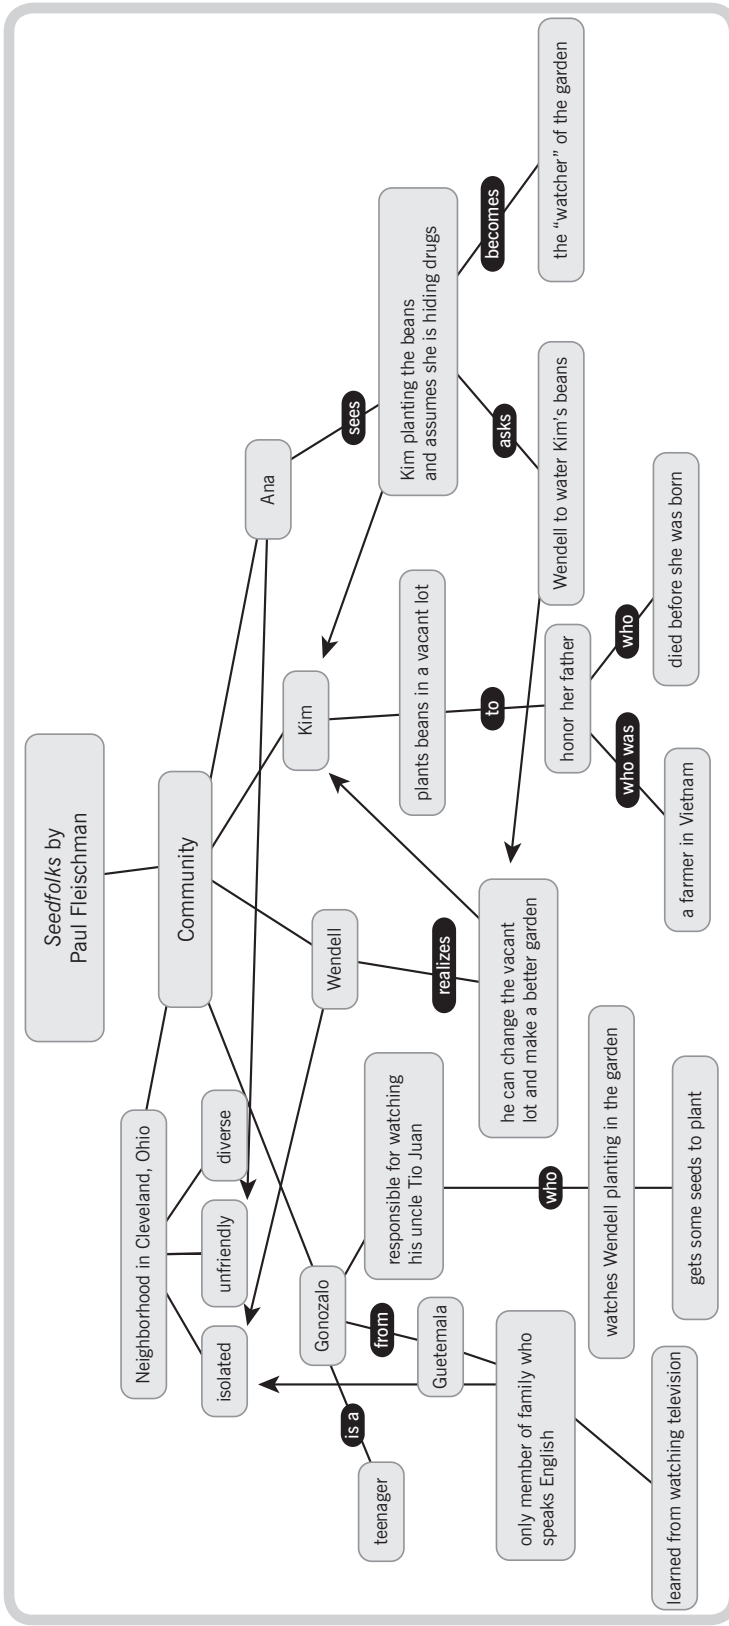 Seedfolks by
Paul Fleischman
Community
Neighborhood in Cleveland, Ohio
isolated
unfriendly
diverse
Gonozalo
is a
teenager
from
Guetemala
only member of family who
speaks English
learned from watching television
responsible for watching
his uncle Tio Juan
who
watches Wendell planting in the garden
gets some seeds to plant
Wendell
realizes
he can change the vacant
lot and make a better garden
Kim
plants beans in a vacant lot
to
honor her father
who was
a farmer in Vietnam
who
died before she was born
Ana
sees
Kim planting the beans
and assumes she is hiding drugs
asks
Wendell to water Kim's beans
becomes
the “watcher” of the garden